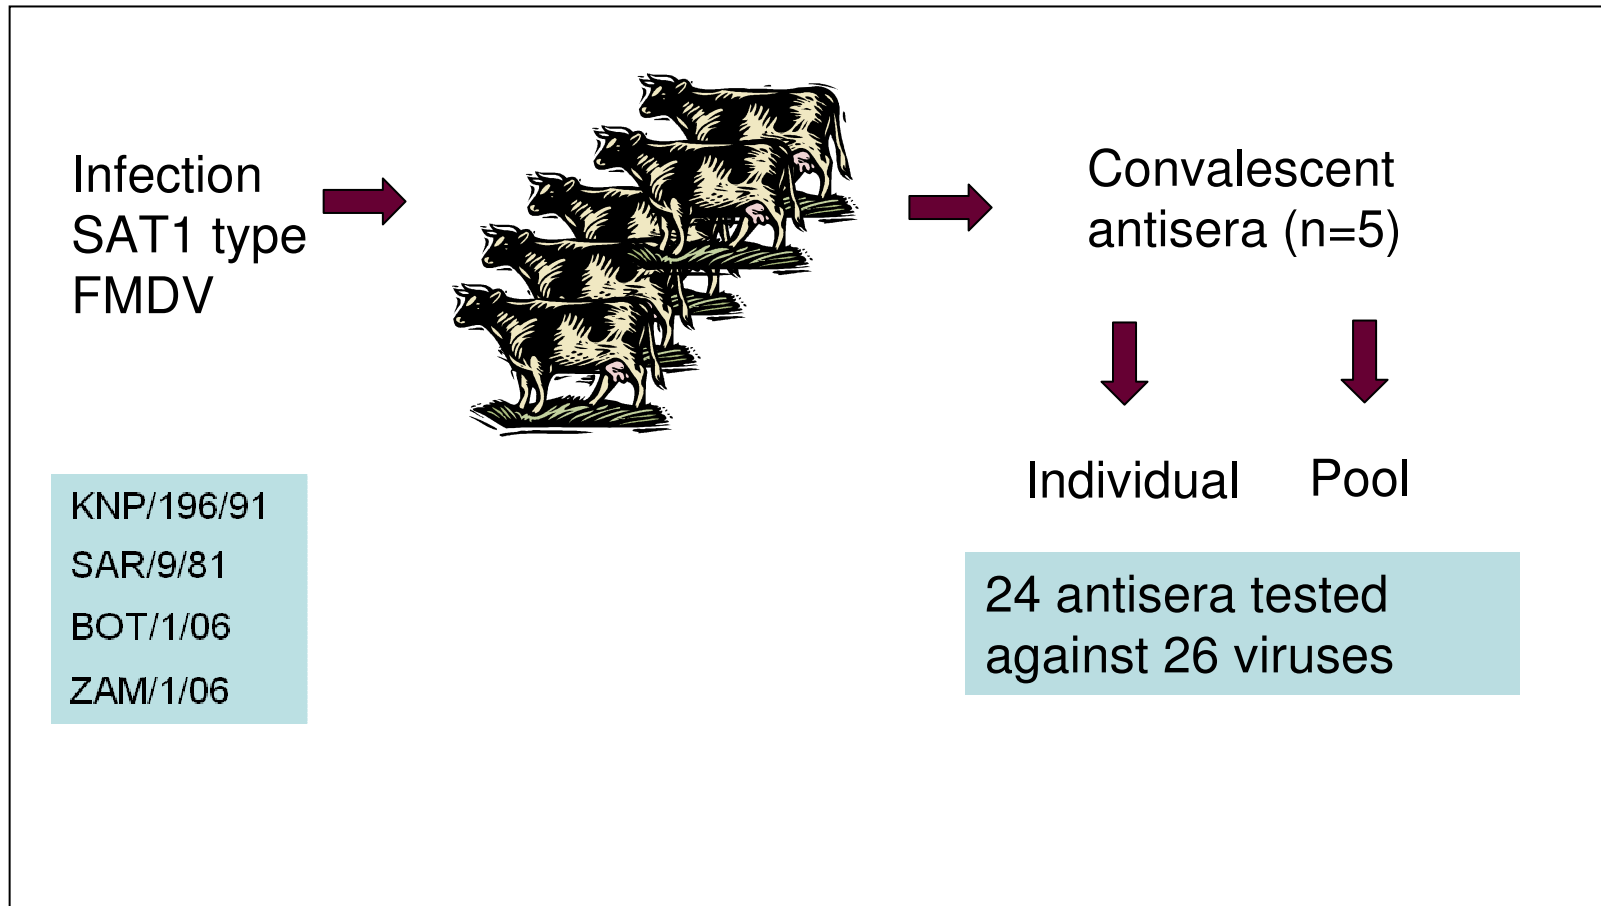 Infection
SAT1 type
FMDV
Convalescent
antisera (n=5)
Individual
Pool
KNP/196/91
SAR/9/81
BOT/1/06
ZAM/1/06
24 antisera tested
against 26 viruses